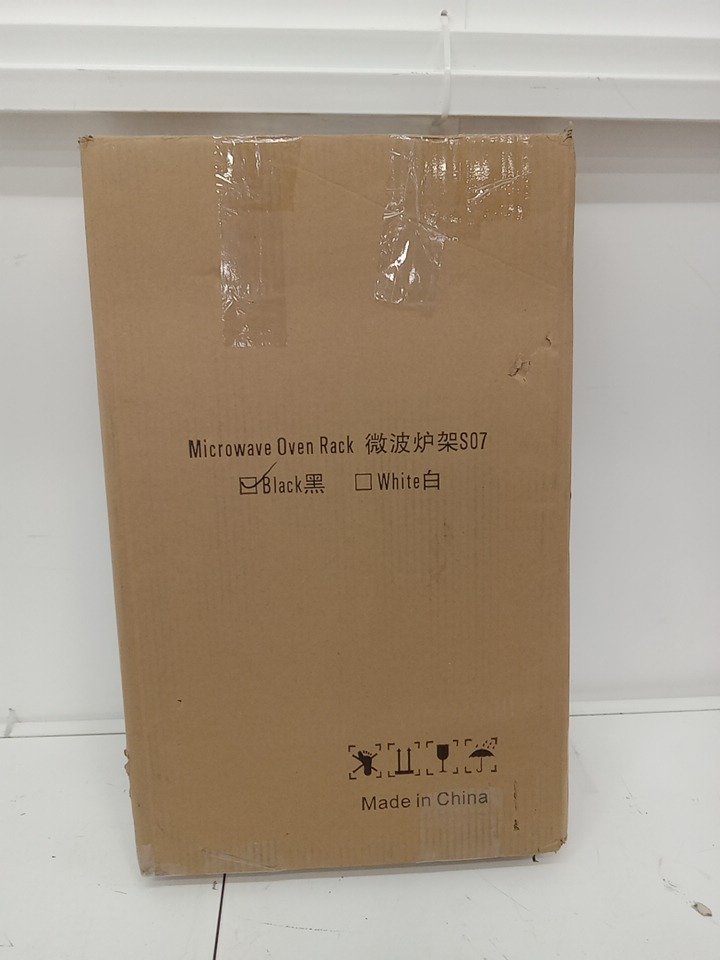 Microwave Oven Rack 微波炉架S07
Black黑 White白
Made in China